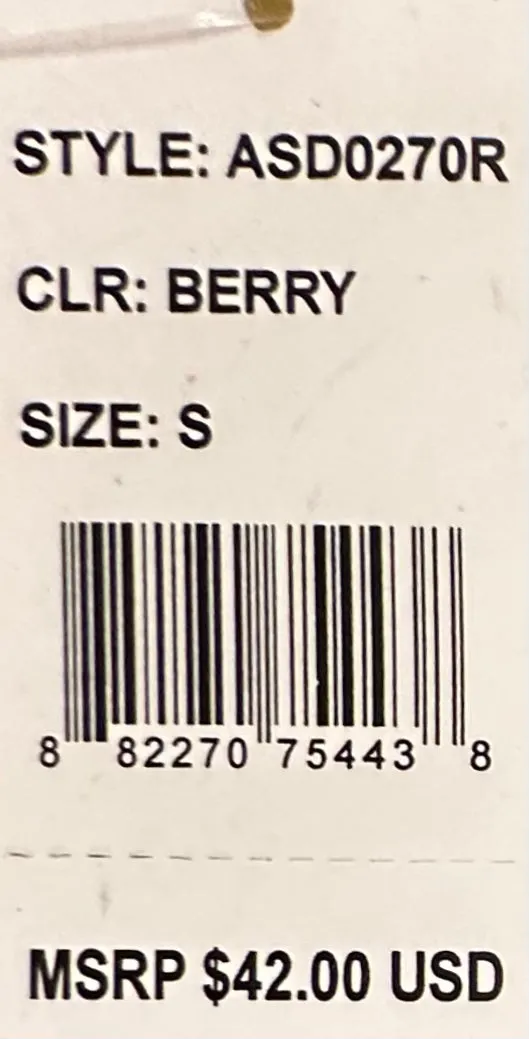 STYLE: ASD0270R
CLR: BERRY
SIZE: S
8 82270 75443 8
MSRP $42.00 USD